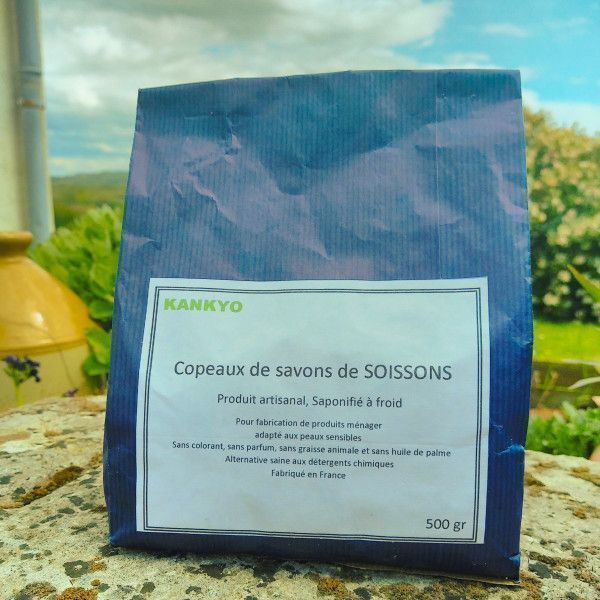 KANKYO
Copeaux de savons de SOISSONS
Produit artisanal, Saponifié à froid
Pour fabrication de produits ménager
adapté aux peaux sensibles
Sans colorant, sans parfum, sans graisse animale et sans huile de palme
Alternative saine aux détergents chimiques
Fabriqué en France
500 gr